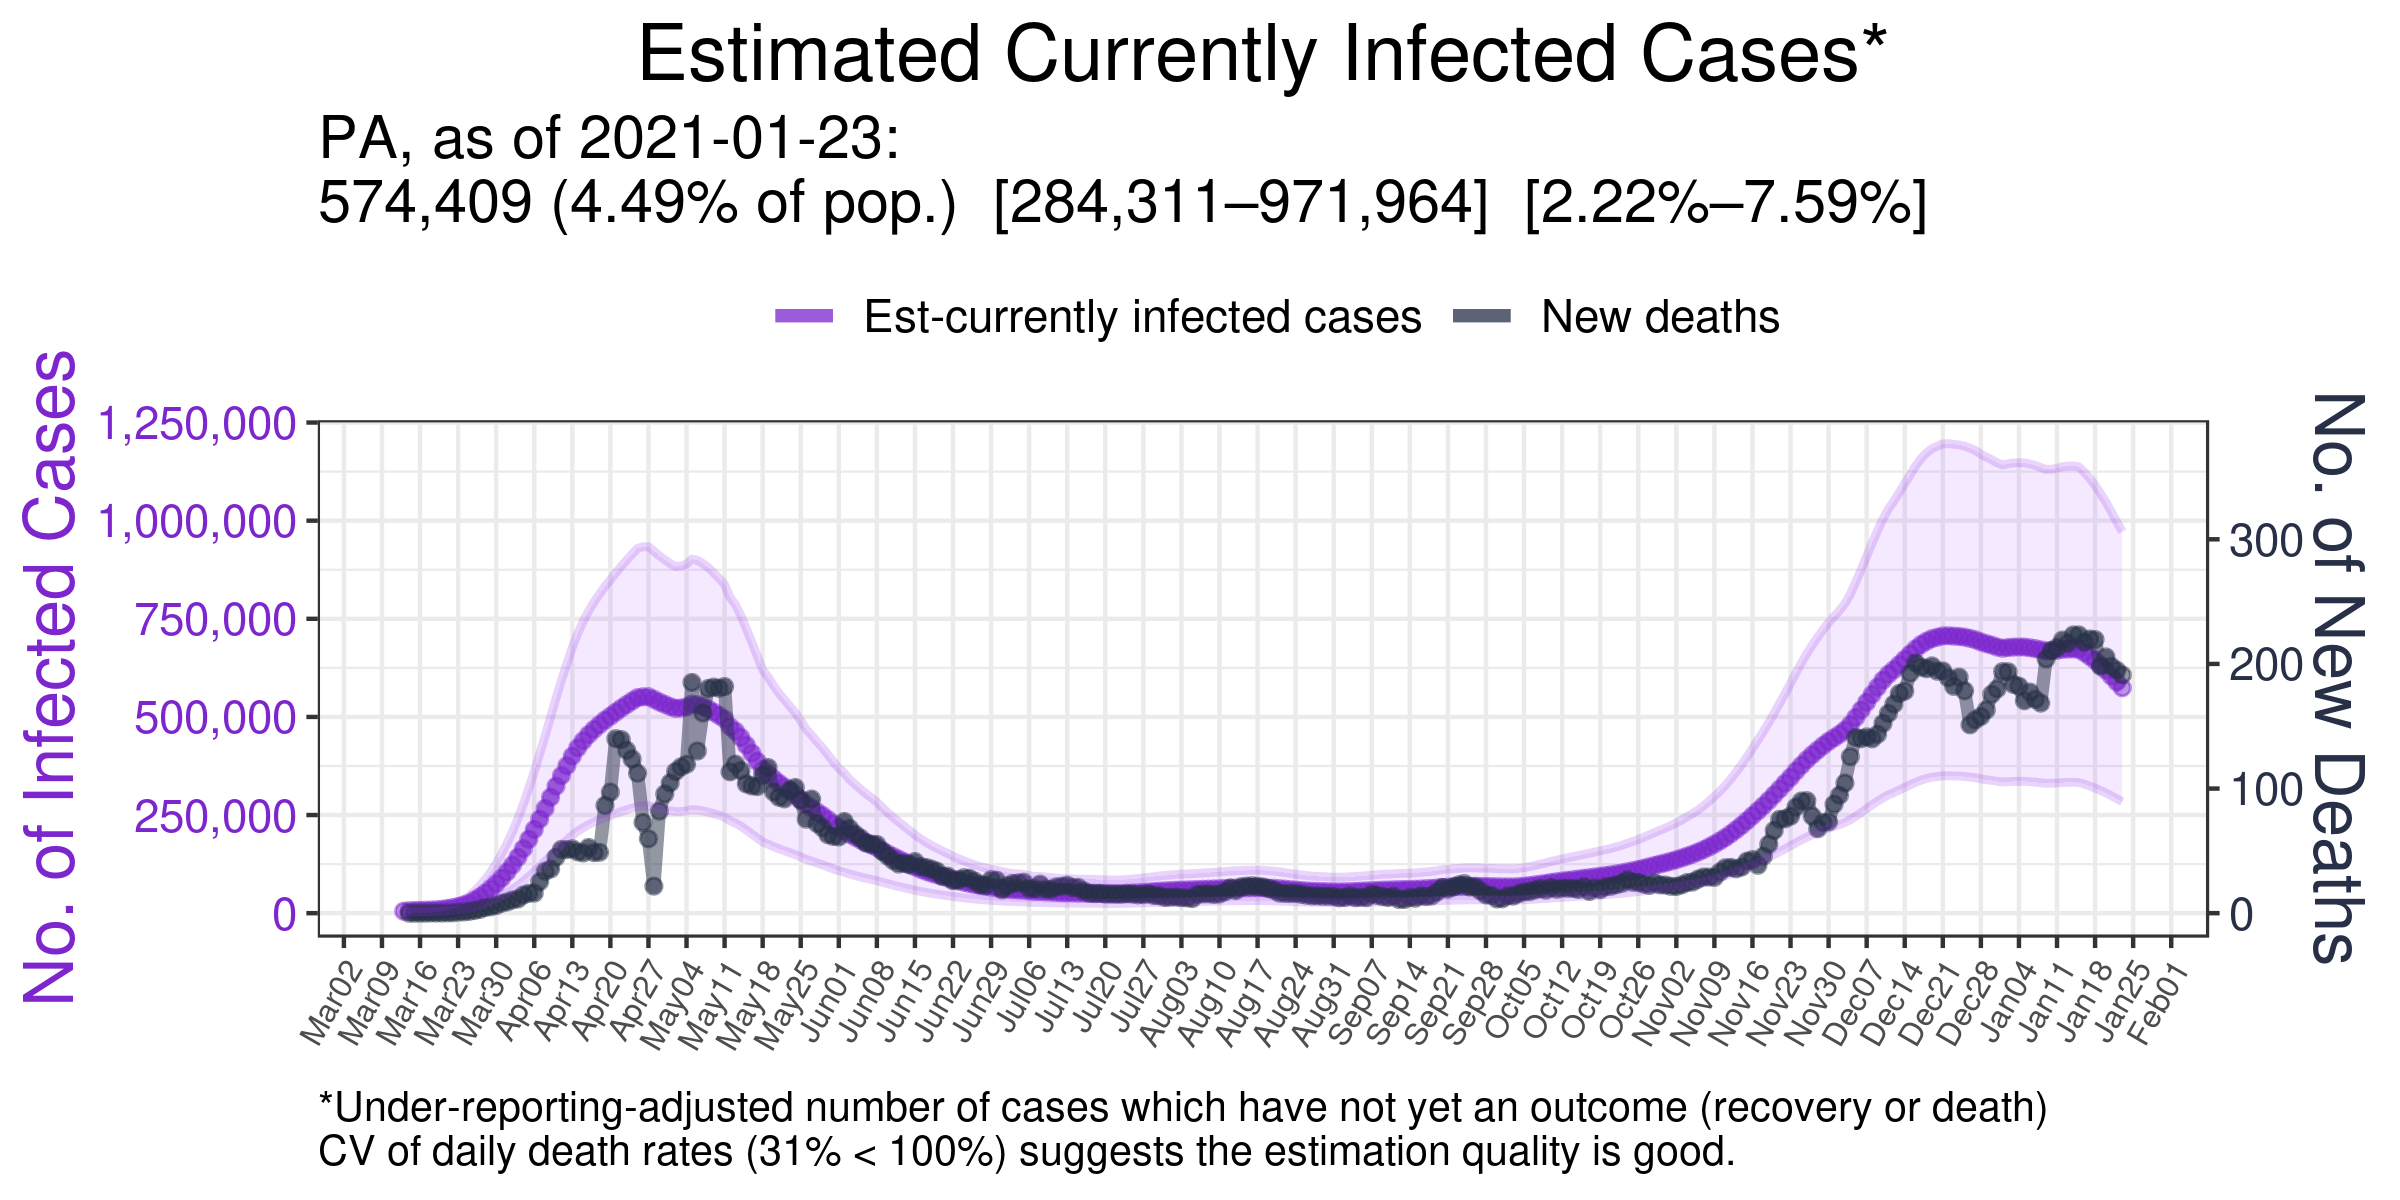 Estimated Currently Infected Cases*
PA, as of 2021-01-23:
574,409 (4.49% of pop.)  [284,311–971,964]  [2.22%–7.59%]
Est-currently infected cases
New deaths
No. of Infected Cases
1,250,000
1,000,000
750,000
500,000
250,000
0
No. of New Deaths
300
200
100
0
Mar02
Mar09
Mar16
Mar23
Mar30
Apr06
Apr13
Apr20
Apr27
May04
May11
May18
May25
Jun01
Jun08
Jun15
Jun22
Jun29
Jul06
Jul13
Jul20
Jul27
Aug03
Aug10
Aug17
Aug24
Aug31
Sep07
Sep14
Sep21
Sep28
Oct05
Oct12
Oct19
Oct26
Nov02
Nov09
Nov16
Nov23
Nov30
Dec07
Dec14
Dec21
Dec28
Jan04
Jan11
Jan18
Jan25
Feb01
*Under-reporting-adjusted number of cases which have not yet an outcome (recovery or death)
CV of daily death rates (31% < 100%) suggests the estimation quality is good.